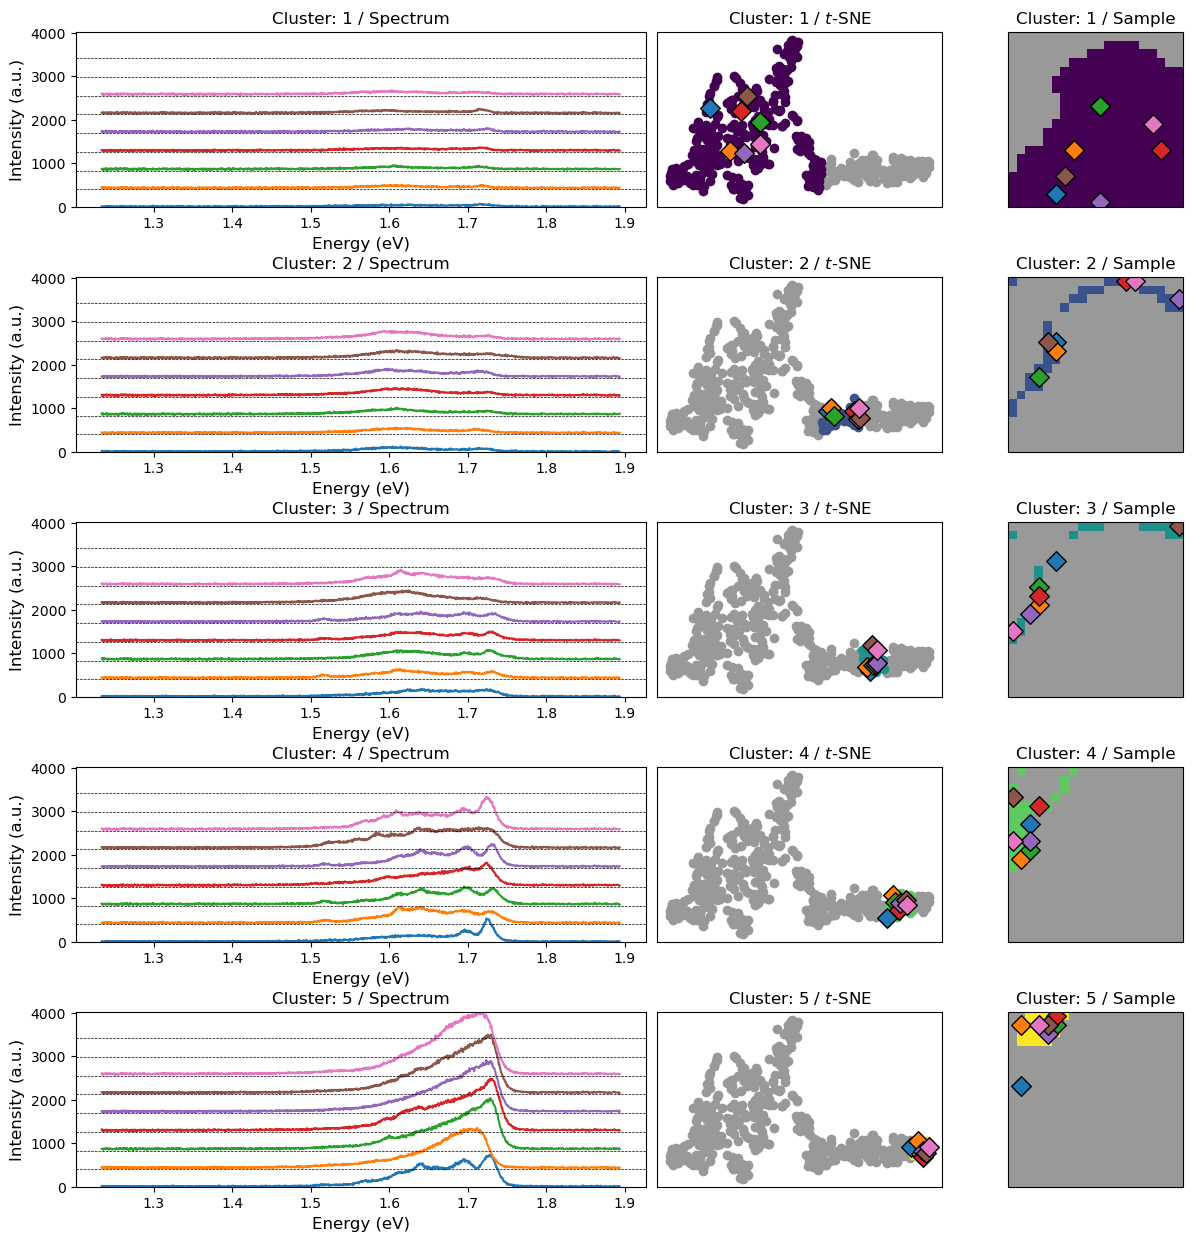 Cluster: 1 / Spectrum
Cluster: 1 / t-SNE
Cluster: 1 / Sample
Intensity (a.u.)
4000
3000
2000
1000
0
1.3 1.4 1.5 1.6 1.7 1.8 1.9
Energy (eV)
Cluster: 2 / Spectrum
Cluster: 2 / t-SNE
Cluster: 2 / Sample
Intensity (a.u.)
4000
3000
2000
1000
0
1.3 1.4 1.5 1.6 1.7 1.8 1.9
Energy (eV)
Cluster: 3 / Spectrum
Cluster: 3 / t-SNE
Cluster: 3 / Sample
Intensity (a.u.)
4000
3000
2000
1000
0
1.3 1.4 1.5 1.6 1.7 1.8 1.9
Energy (eV)
Cluster: 4 / Spectrum
Cluster: 4 / t-SNE
Cluster: 4 / Sample
Intensity (a.u.)
4000
3000
2000
1000
0
1.3 1.4 1.5 1.6 1.7 1.8 1.9
Energy (eV)
Cluster: 5 / Spectrum
Cluster: 5 / t-SNE
Cluster: 5 / Sample
Intensity (a.u.)
4000
3000
2000
1000
0
1.3 1.4 1.5 1.6 1.7 1.8 1.9
Energy (eV)